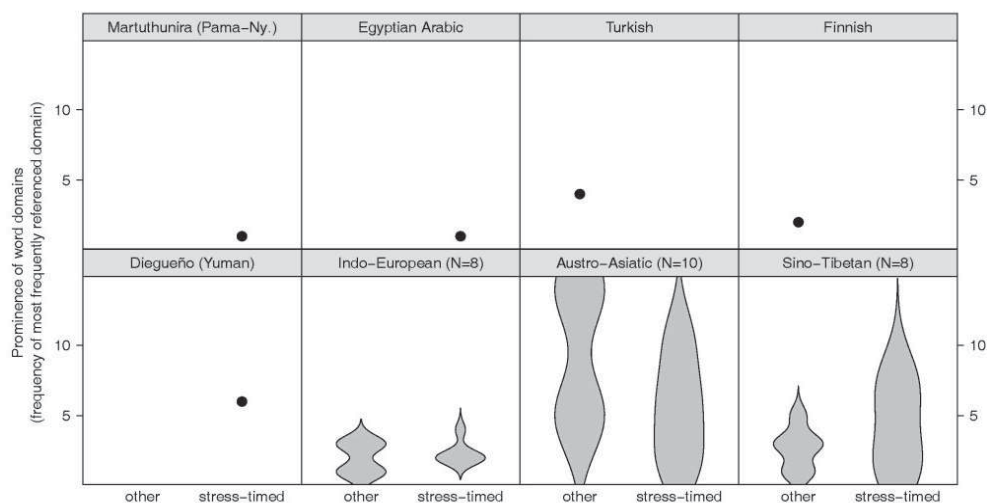 Martuthunira (Pama−Ny.) Egyptian Arabic Turkish Finnish
10 10
5 5
Prominence of word domains
(frequency of most frequently referenced domain)
Diegueño (Yuman) Indo−European (N=8) Austro−Asiatic (N=10) Sino−Tibetan (N=8)
10 10
5 5
other stress−timed other stress−timed other stress−timed other stress−timed